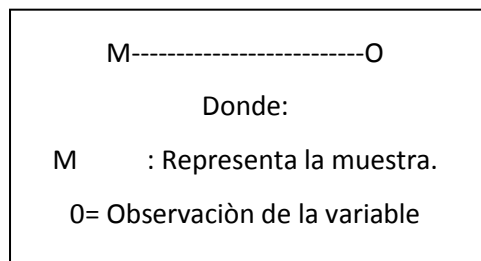 M--------------------------O
Donde:
M : Representa la muestra.
0= Observaciòn de la variable